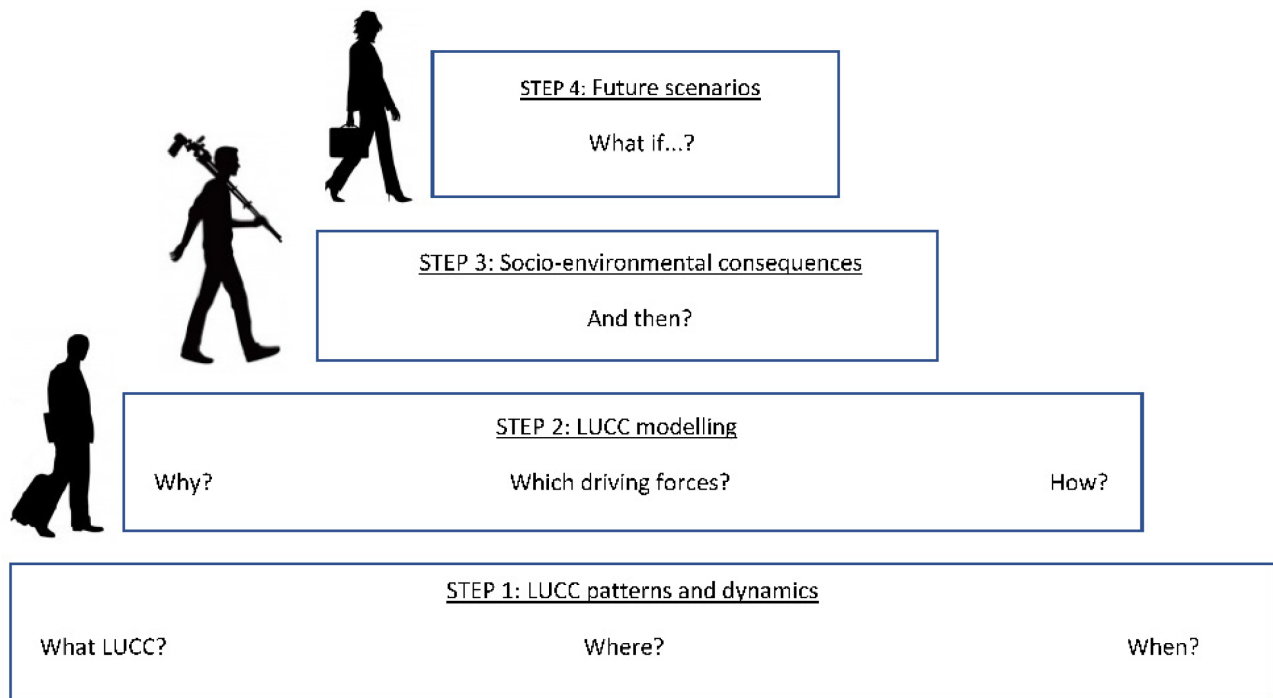 STEP 4: Future scenarios
What if...?
STEP 3: Socio-environmental consequences
And then?
STEP 2: LUCC modelling
Why? Which driving forces? How?
STEP 1: LUCC patterns and dynamics
What LUCC? Where? When?